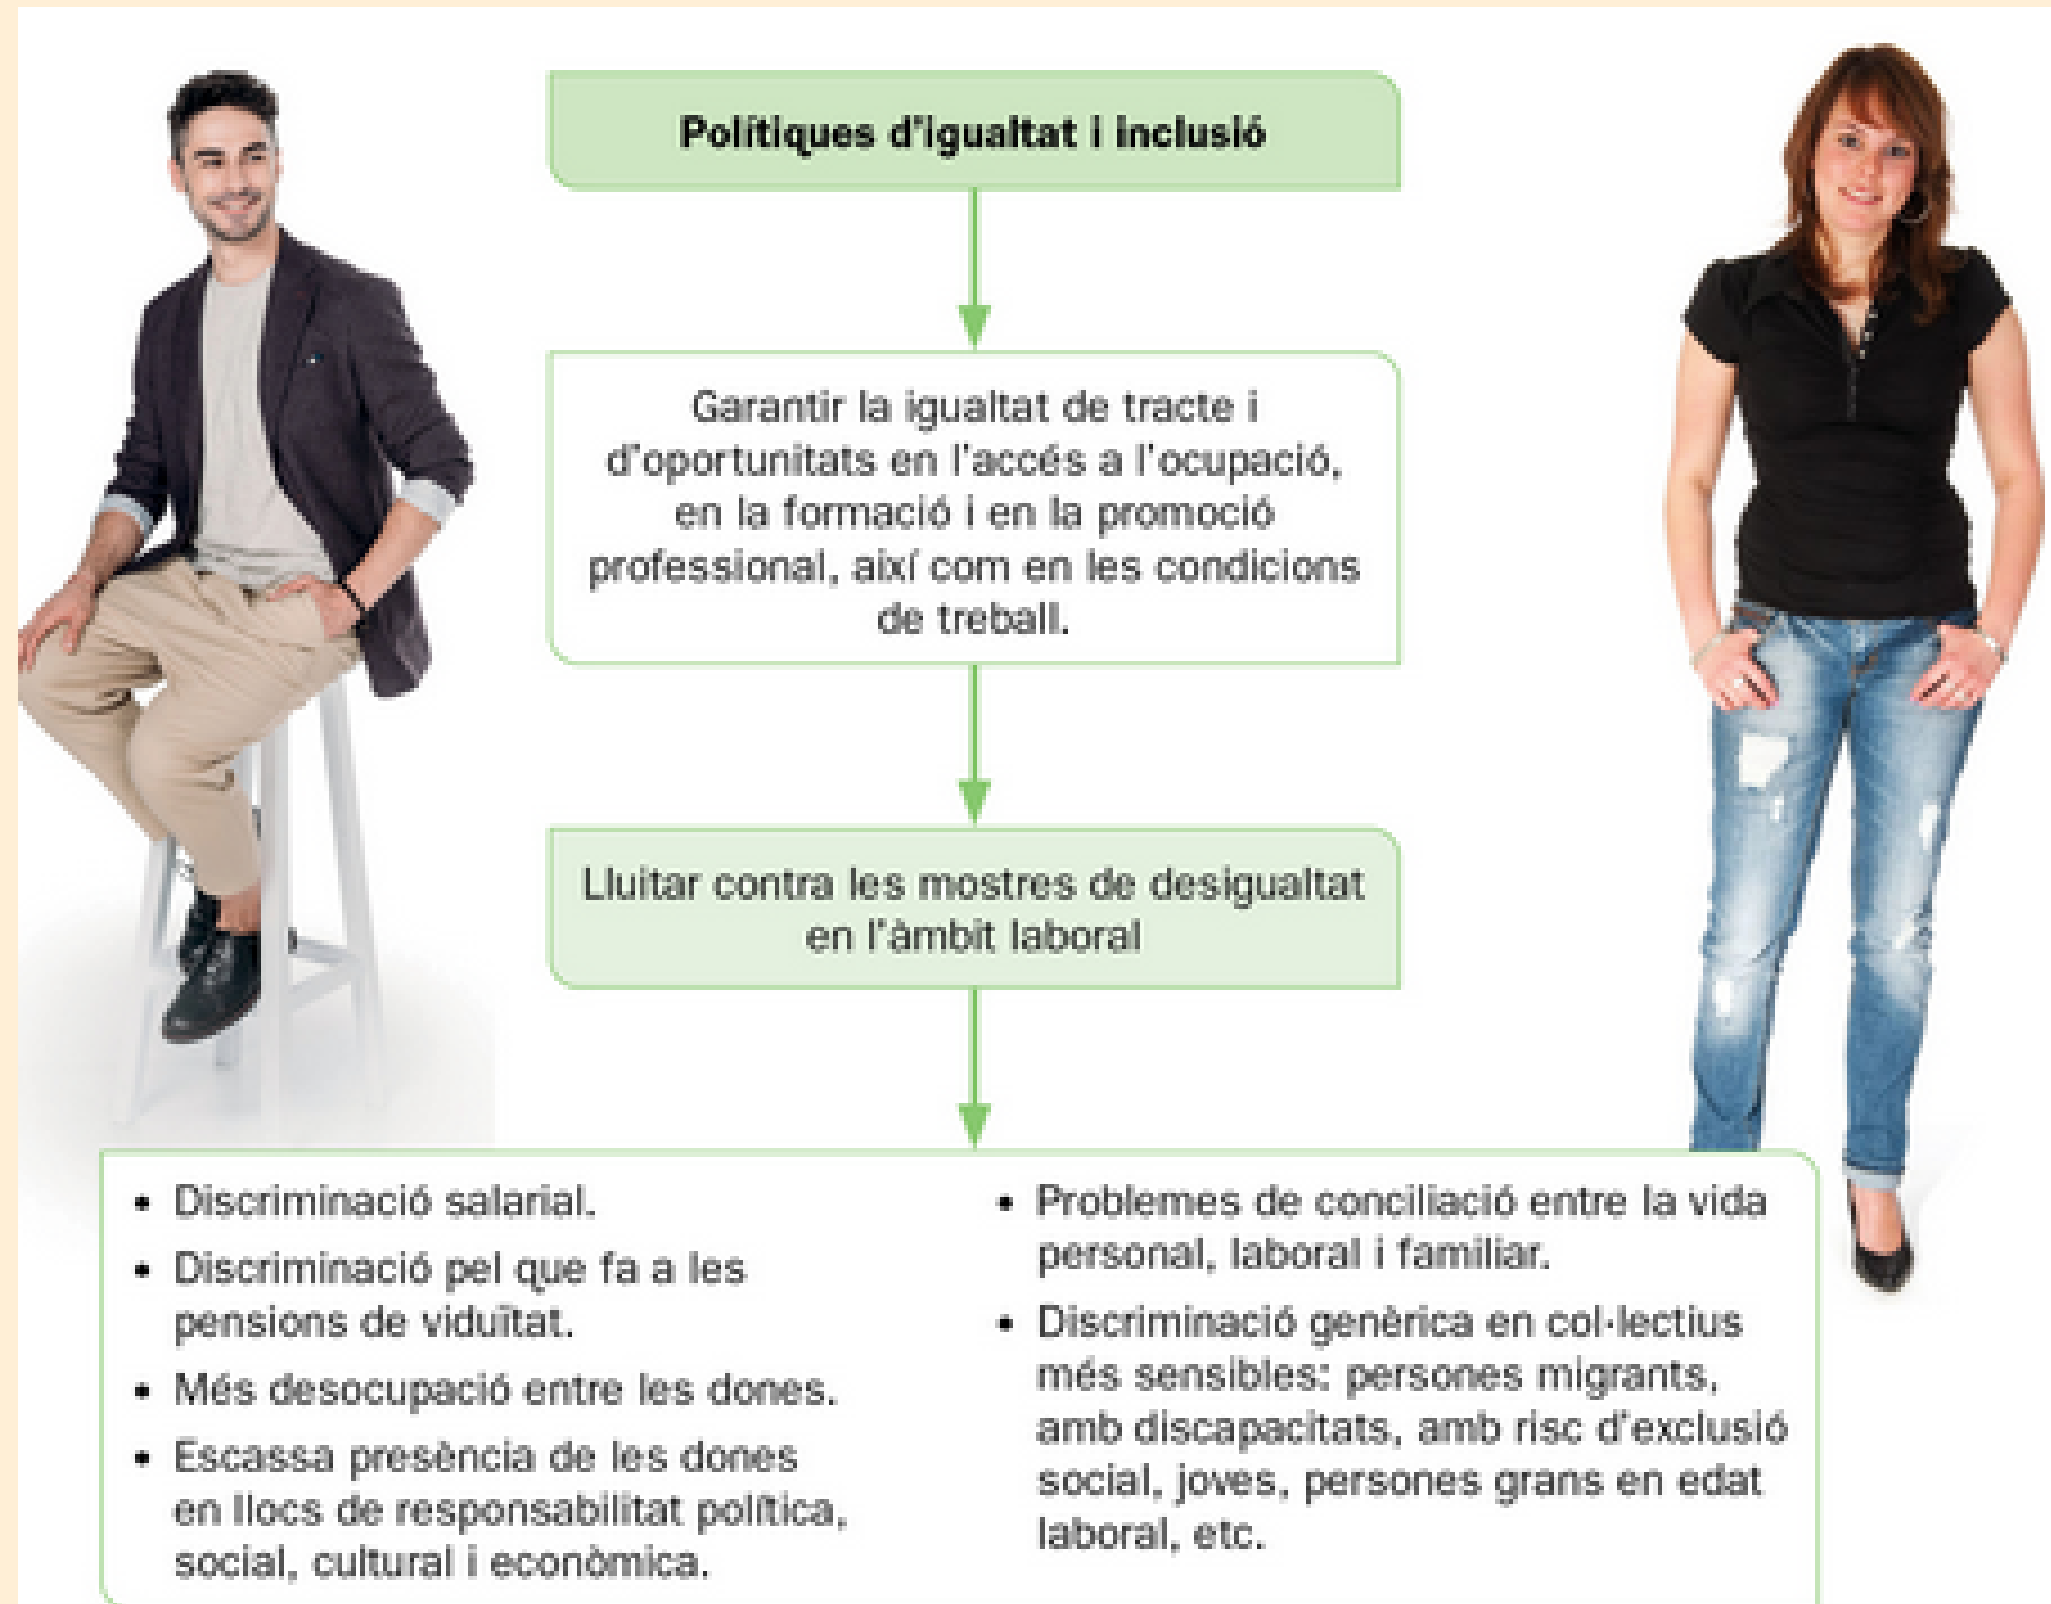 Polítiques d'igualtat i inclusió
Garantir la igualtat de tracte i
d'oportunitats en l'accés a l'ocupació,
en la formació i en la promoció
professional, així com en les condicions
de treball.
Lluitar contra les mostres de desigualtat
en l'àmbit laboral
• Discriminació salarial.
• Discriminació pel que fa a les
pensions de viduïtat.
• Més desocupació entre les dones.
• Escassa presència de les dones
en llocs de responsabilitat política,
social, cultural i econòmica.
• Problemes de conciliació entre la vida
personal, laboral i familiar.
• Discriminació genèrica en col·lectius
més sensibles: persones migrants,
amb discapacitats, amb risc d'exclusió
social, joves, persones grans en edat
laboral, etc.